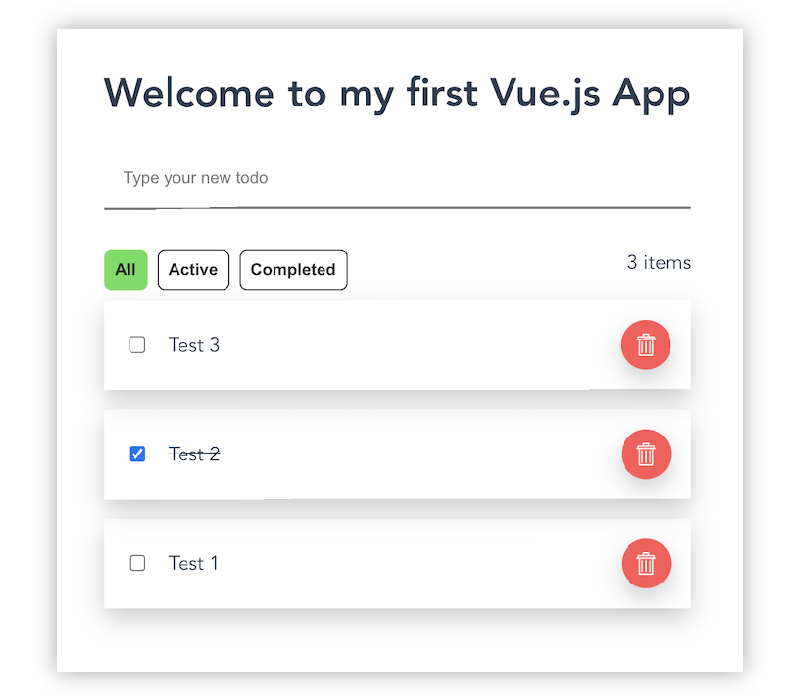 Welcome to my first Vue.js App
Type your new todo
All Active Completed 3 items
Test 3
Test 2
Test 1